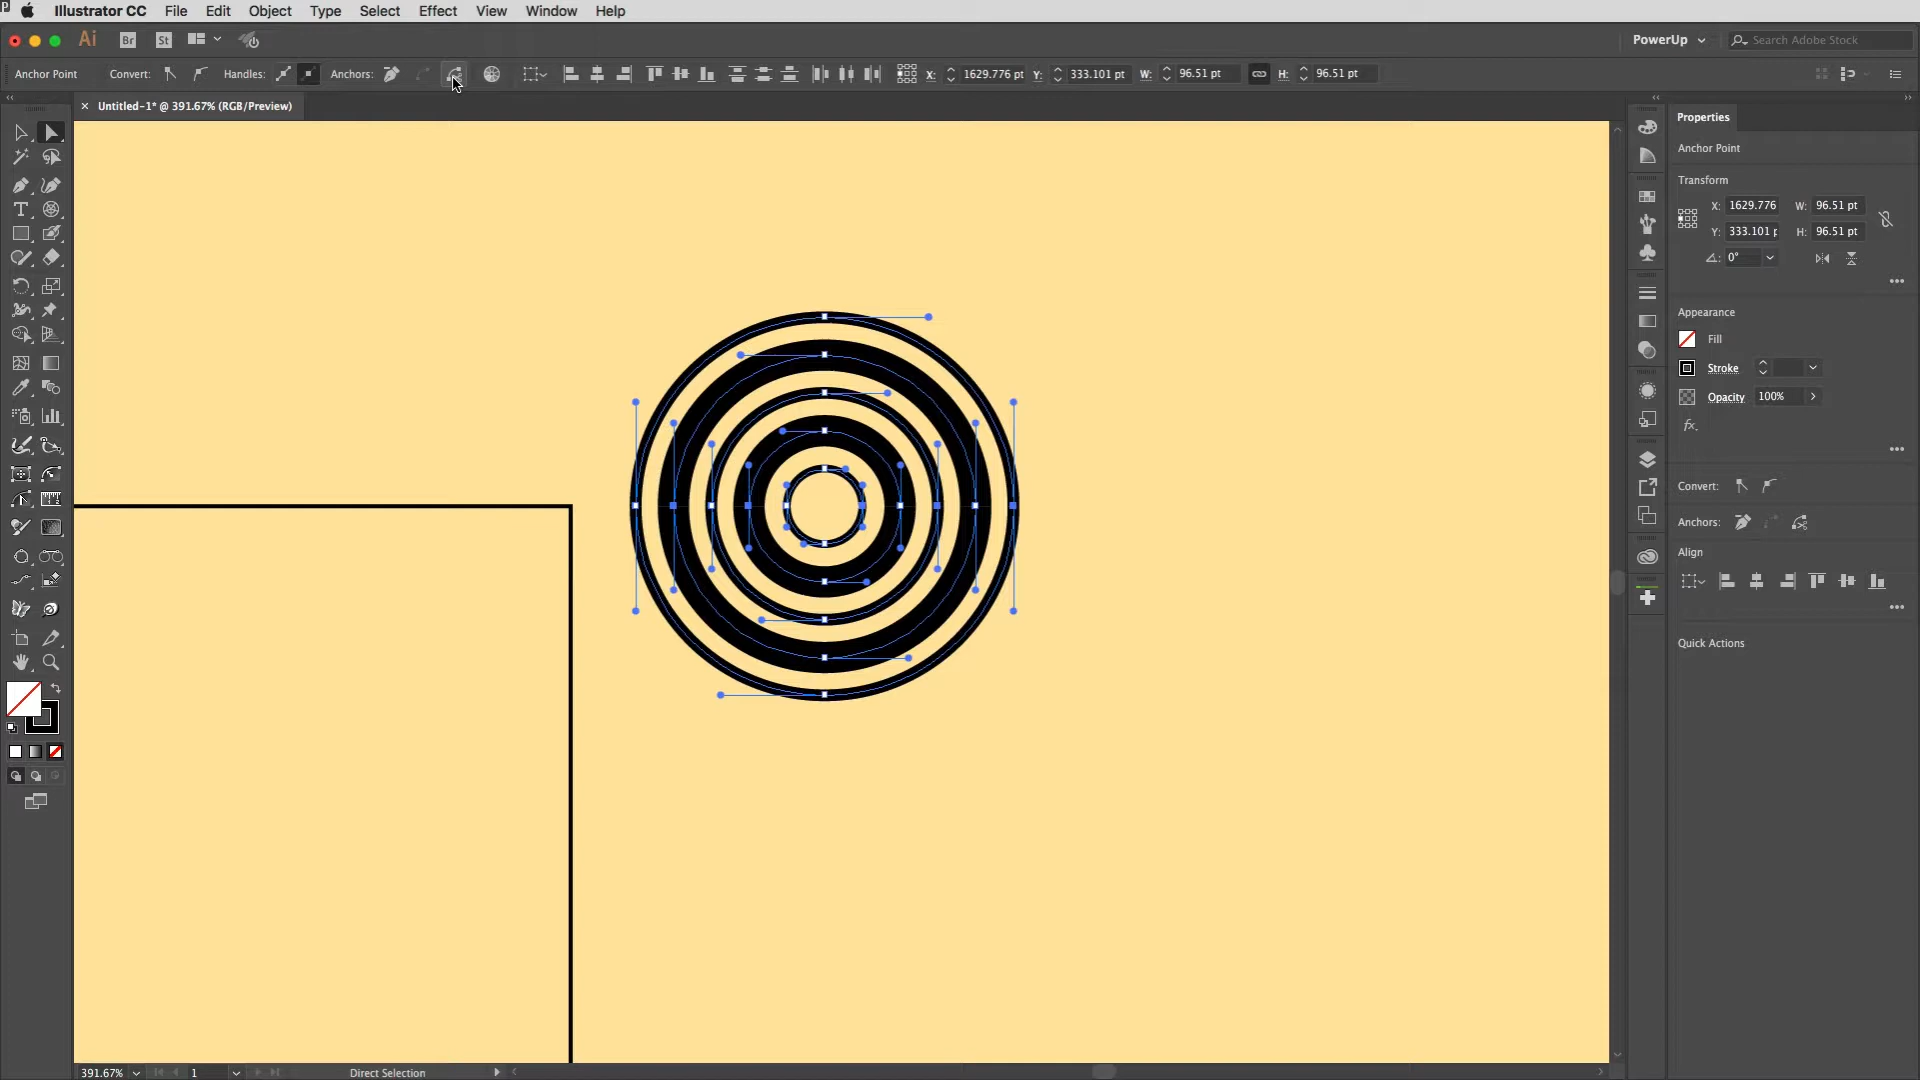 Illustrator CC File Edit Object Type Select Effect View Window Help
Ai Br St PowerUp Search Adobe Stock
Anchor Point Convert: Handles: Anchors: X: 1629.776 pt Y: 333.101 pt W: 96.51 pt H: 96.51 pt
× Untitled-1* @ 391.67% (RGB/Preview)
Properties
Anchor Point
Transform
X: 1629.776 W: 96.51 pt
Y: 333.101 p H: 96.51 pt
0°
Appearance
Fill
Stroke
Opacity 100%
fx.
Convert:
Anchors:
Align
Quick Actions
391.67% 1 Direct Selection